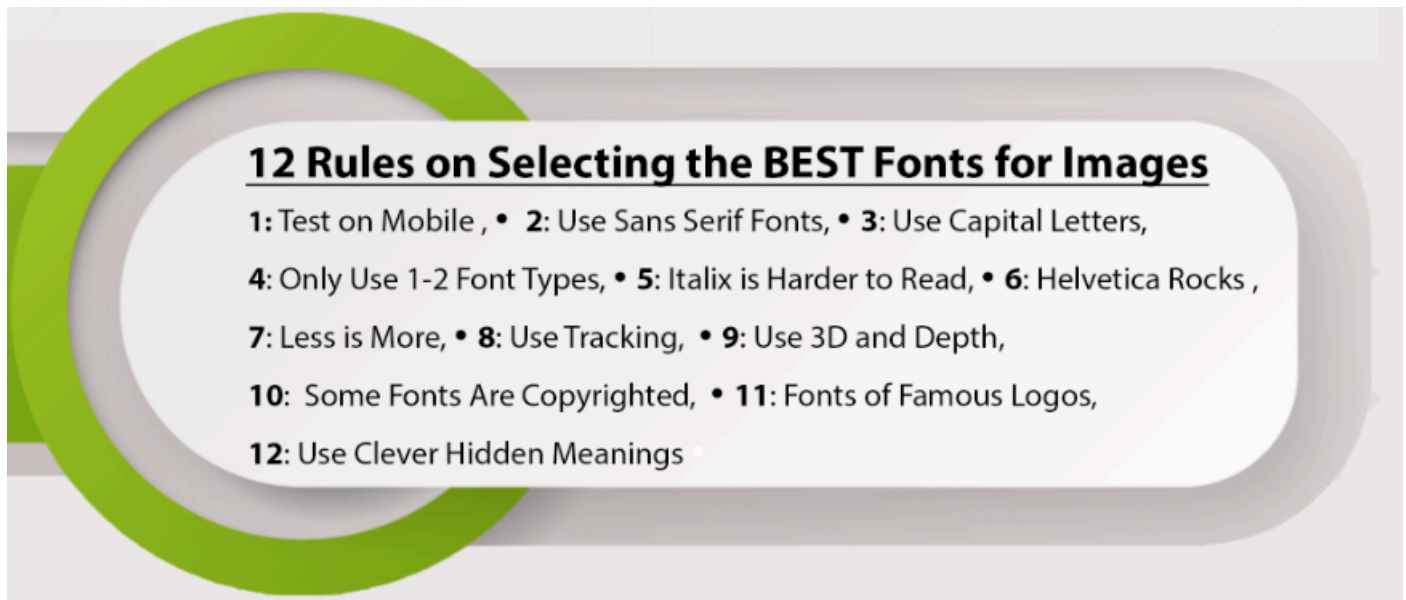 12 Rules on Selecting the BEST Fonts for Images
1: Test on Mobile , • 2: Use Sans Serif Fonts, • 3: Use Capital Letters,
4: Only Use 1-2 Font Types, • 5: Italix is Harder to Read, • 6: Helvetica Rocks ,
7: Less is More, • 8: Use Tracking, • 9: Use 3D and Depth,
10: Some Fonts Are Copyrighted, • 11: Fonts of Famous Logos,
12: Use Clever Hidden Meanings